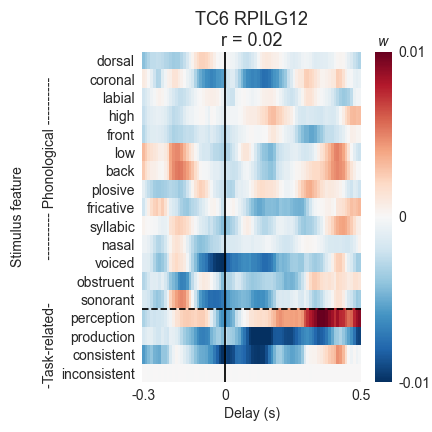 TC6 RPILG12
r = 0.02
w
0.01
0
-0.01
Stimulus feature
---------- Phonological ----------
-Task-related-
dorsal
coronal
labial
high
front
low
back
plosive
fricative
syllabic
nasal
voiced
obstruent
sonorant
perception
production
consistent
inconsistent
-0.3
0
0.5
Delay (s)